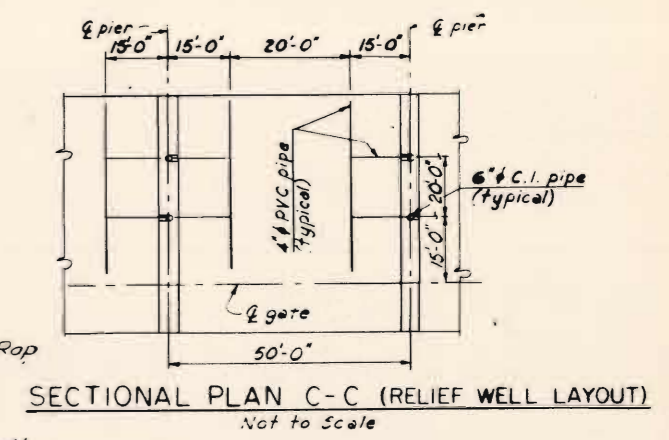 ℄ pier
℄ pier
15'-0" 15'-0" 20'-0" 15'-0"
4"ϕ PVC pipe
(typical)
6"ϕ C.I. pipe
(typical)
20'-0"
15'-0"
℄ gate
50'-0"
Rap
SECTIONAL PLAN C-C (RELIEF WELL LAYOUT)
Not to Scale